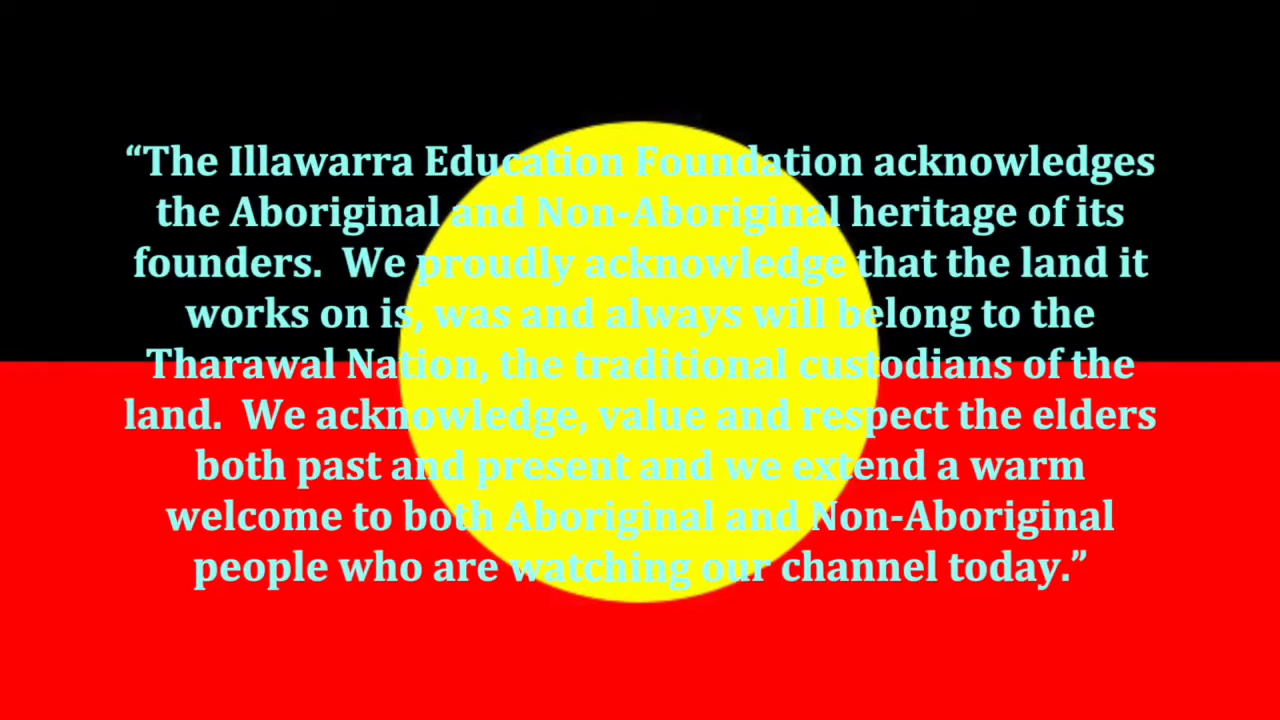 “The Illawarra Education Foundation acknowledges
the Aboriginal and Non-Aboriginal heritage of its
founders.  We proudly acknowledge that the land it
works on is, was and always will belong to the
Tharawal Nation, the traditional custodians of the
land.  We acknowledge, value and respect the elders
both past and present and we extend a warm
welcome to both Aboriginal and Non-Aboriginal
people who are watching our channel today.”